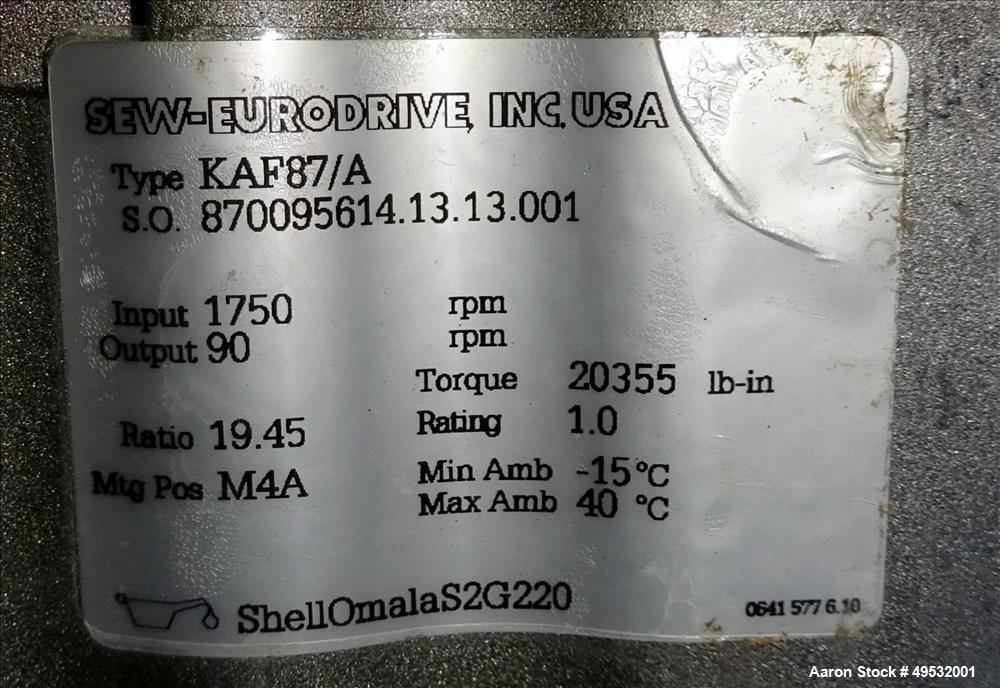 SEW-EURODRIVE, INC. USA
Type KAF87/A
S.O. 870095614.13.13.001
Input 1750 rpm
Output 90 rpm
Torque 20355 lb-in
Ratio 19.45 Rating 1.0
Mtg Pos M4A Min Amb -15°C
Max Amb 40 °C
ShellOmalaS2G220 0641 577 6.10
Aaron Stock # 49532001